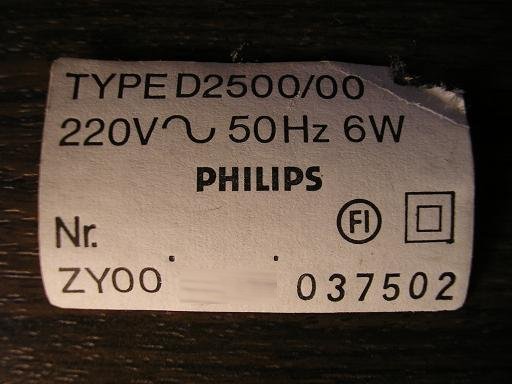 TYPE D2500/00
220V~ 50Hz 6W
PHILIPS
Nr. FI
ZY00 037502